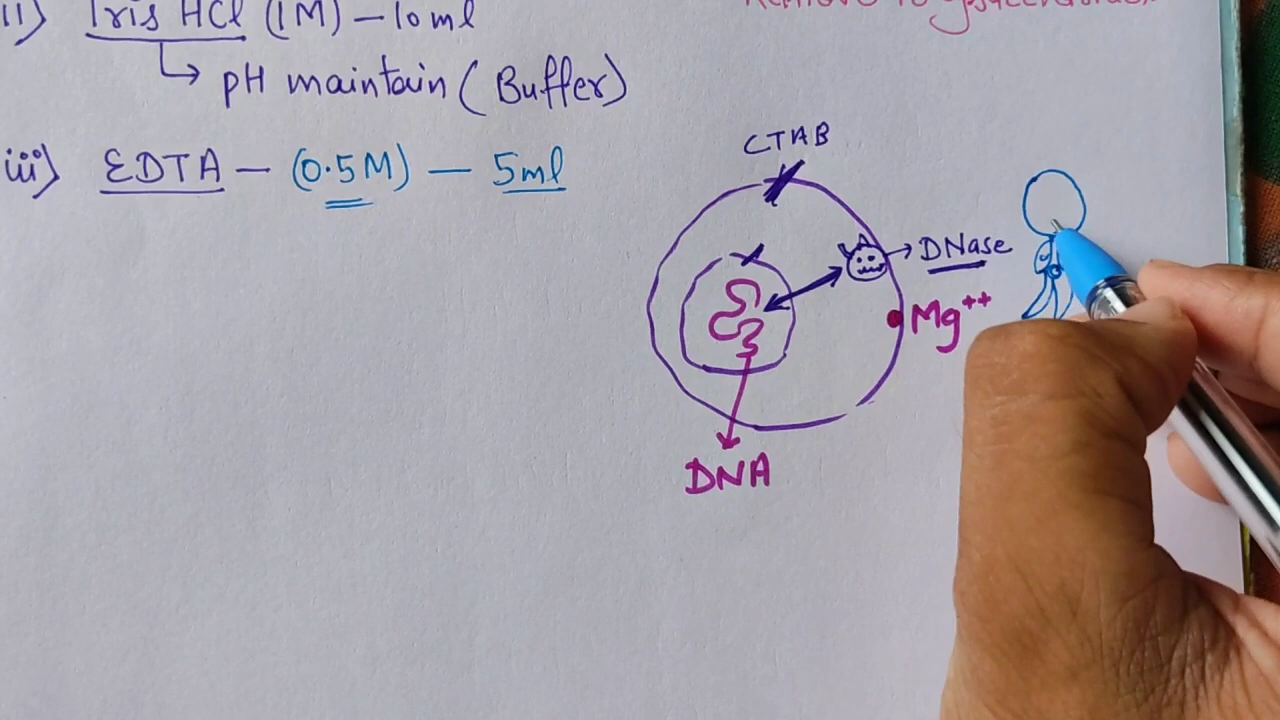 ii) Tris HCl (1M) - 10 ml
pH maintain (Buffer)
iii) EDTA - (0.5M) - 5ml
CTAB
DNase
Mg++
DNA